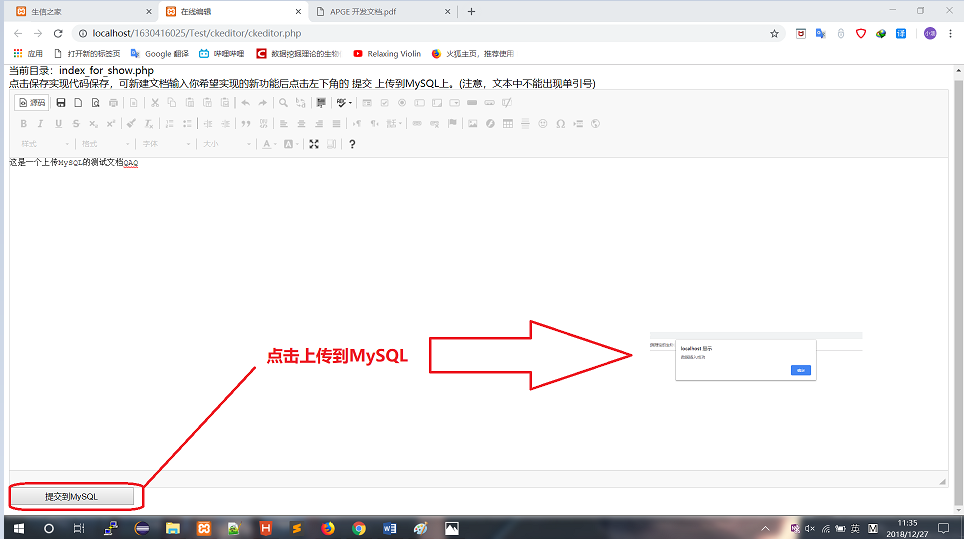 生信之家
在线编辑
APGE 开发文档.pdf
localhost/1630416025/Test/ckeditor/ckeditor.php
小浩
应用
打开新的标签页
Google 翻译
哔哩哔哩
数据挖掘理论的生物
Relaxing Violin
火狐主页，推荐使用
当前目录：index_for_show.php
点击保存实现代码保存，可新建文档输入你希望实现的新功能后点击左下角的 提交 上传到MySQL上。(注意，文本中不能出现单引号)
源码
样式
格式
字体
大小
这是一个上传MySQL的测试文档QAQ
点击上传到MySQL
localhost 显示
数据插入成功
确定
提交到MySQL
英
11:35
2018/12/27